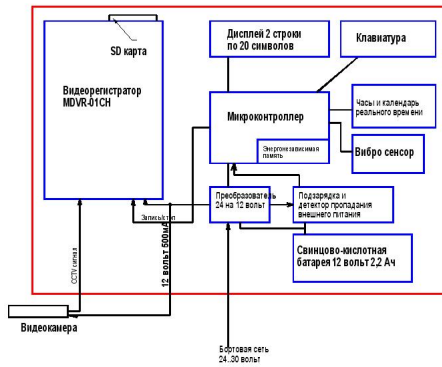 SD карта
Видеорегистратор
MDVR-01CH
Дисплей 2 строки
по 20 символов
Клавиатура
Микроконтроллер
Энергонезависимая
память
Часы и календарь
реального времени
Вибро сенсор
Преобразователь
24 на 12 вольт
Подзарядка и
детектор пропадания
внешнего питания
Свинцово-кислотная
батарея 12 вольт 2,2 Ач
Запись/стоп
12 вольт 500мА
CCTV сигнал
Видеокамера
Бортовая сеть
24..30 вольт